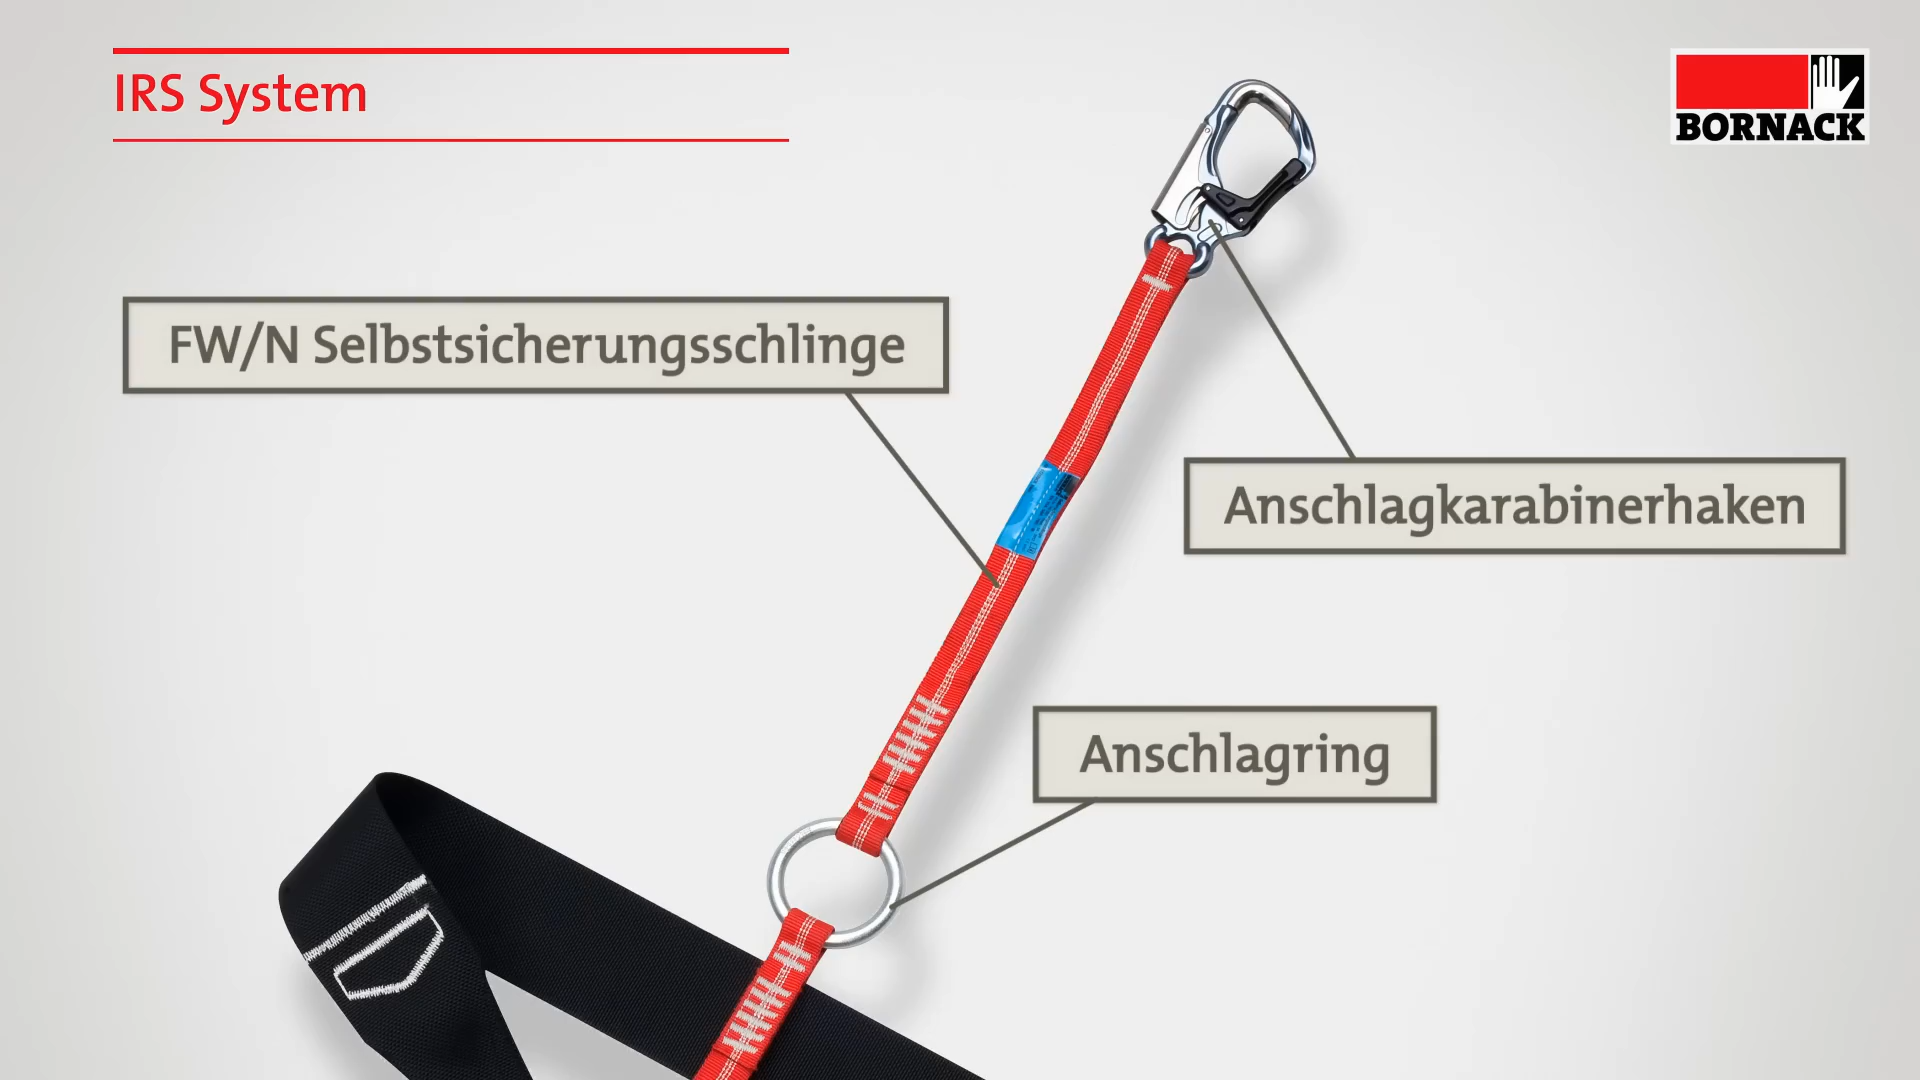 IRS System
BORNACK
FW/N Selbstsicherungsschlinge
Anschlagkarabinerhaken
Anschlagring